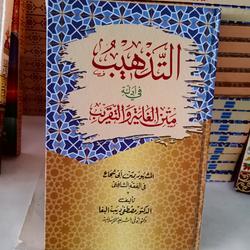 التذهيب
في أدلة
متن الغاية والتقريب
المشهور بمتن أبي شجاع
في الفقه الشافعي
تأليف
الدكتور مصطفى ديب البغا